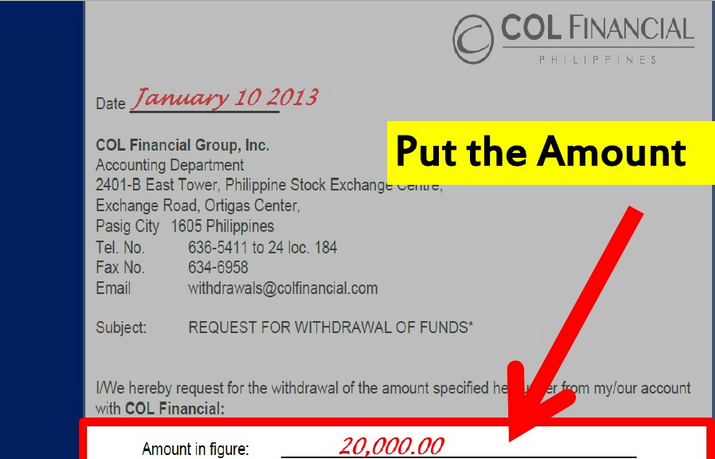 COL FINANCIAL
PHILIPPINES
Date January 10 2013
COL Financial Group, Inc.
Put the Amount
Accounting Department
2401-B East Tower, Philippine Stock Exchange Centre,
Exchange Road, Ortigas Center,
Pasig City 1605 Philippines
Tel. No. 636-5411 to 24 loc. 184
Fax No. 634-6958
Email withdrawals@colfinancial.com
Subject: REQUEST FOR WITHDRAWAL OF FUNDS*
I/We hereby request for the withdrawal of the amount specified from my/our account
with COL Financial:
Amount in figure: 20,000.00